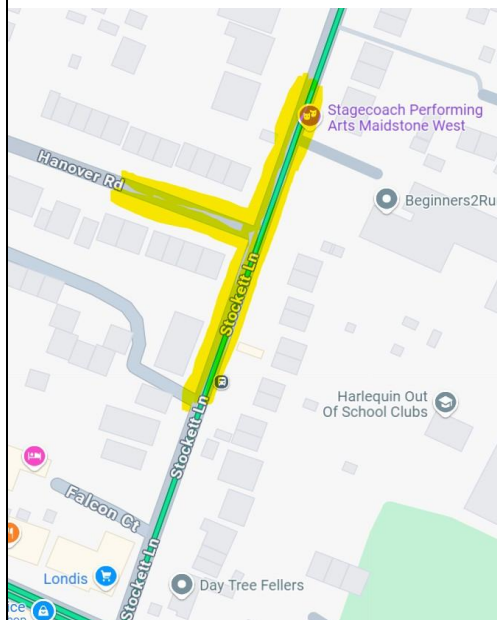 Stagecoach Performing
Arts Maidstone West
Hanover Rd
Beginners2Ru
Stockett Ln
Harlequin Out
Of School Clubs
Stockett Ln
Falcon Ct
Londis
Stockett Ln
Day Tree Fellers
ice